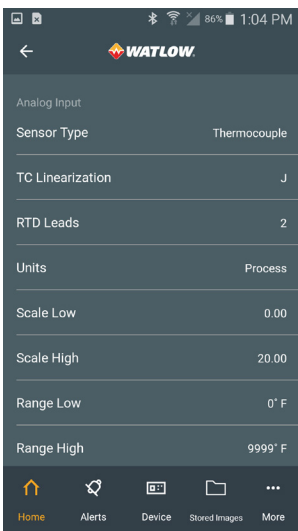 86% 1:04 PM
WATLOW.
Analog Input
Sensor Type Thermocouple
TC Linearization J
RTD Leads 2
Units Process
Scale Low 0.00
Scale High 20.00
Range Low 0° F
Range High 9999° F
Home Alerts Device Stored Images More